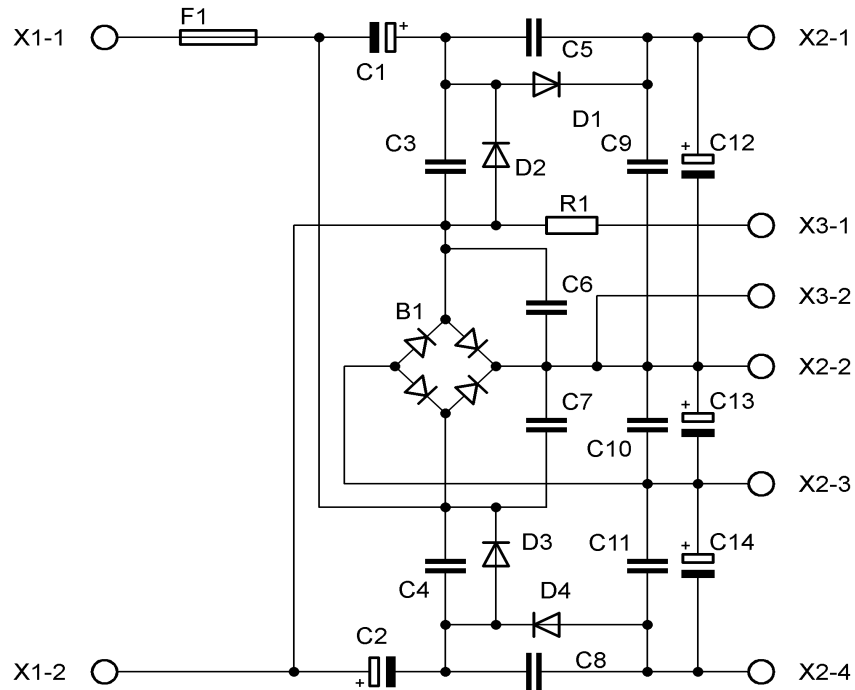 F1
X1-1
X2-1
C1
+
C5
D1
C3
D2
C9
+
C12
R1
X3-1
C6
X3-2
B1
X2-2
C7
+
C13
C10
X2-3
D3
C11
+
C14
C4
D4
C2
X1-2
+
C8
X2-4